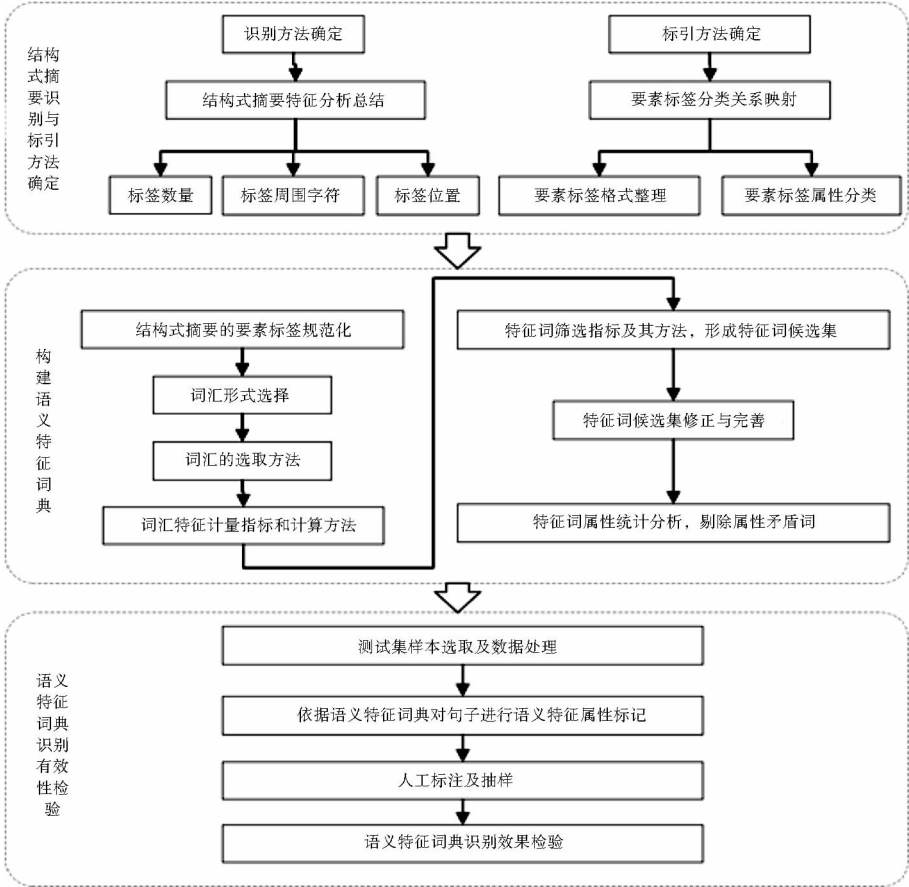 结构
式摘
要识
别与
标引
方法
确定
识别方法确定
标引方法确定
结构式摘要特征分析总结
要素标签分类关系映射
标签数量
标签周围字符
标签位置
要素标签格式整理
要素标签属性分类
构
建
语
义
特
征
词
典
结构式摘要的要素标签规范化
词汇形式选择
词汇的选取方法
词汇特征计量指标和计算方法
特征词筛选指标及其方法，形成特征词候选集
特征词候选集修正与完善
特征词属性统计分析，剔除属性矛盾词
语义
特征
词典
识别
有效
性检
验
测试集样本选取及数据处理
依据语义特征词典对句子进行语义特征属性标记
人工标注及抽样
语义特征词典识别效果检验